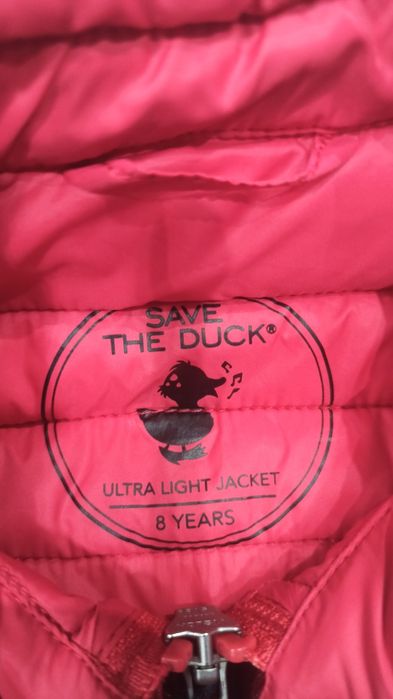 SAVE
THE DUCK®
ULTRA LIGHT JACKET
8 YEARS